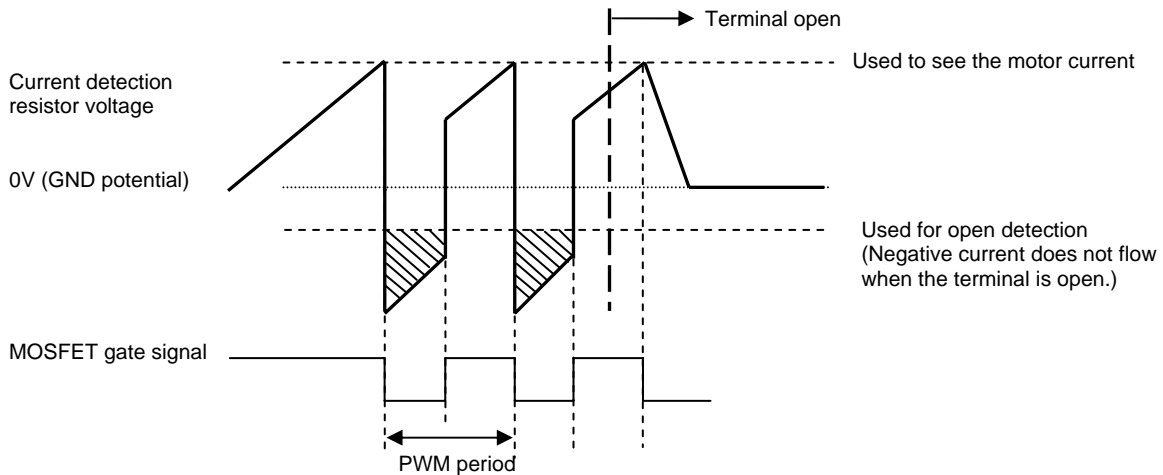 Terminal open
Used to see the motor current
Current detection
resistor voltage
0V (GND potential)
Used for open detection
(Negative current does not flow
when the terminal is open.)
MOSFET gate signal
PWM period